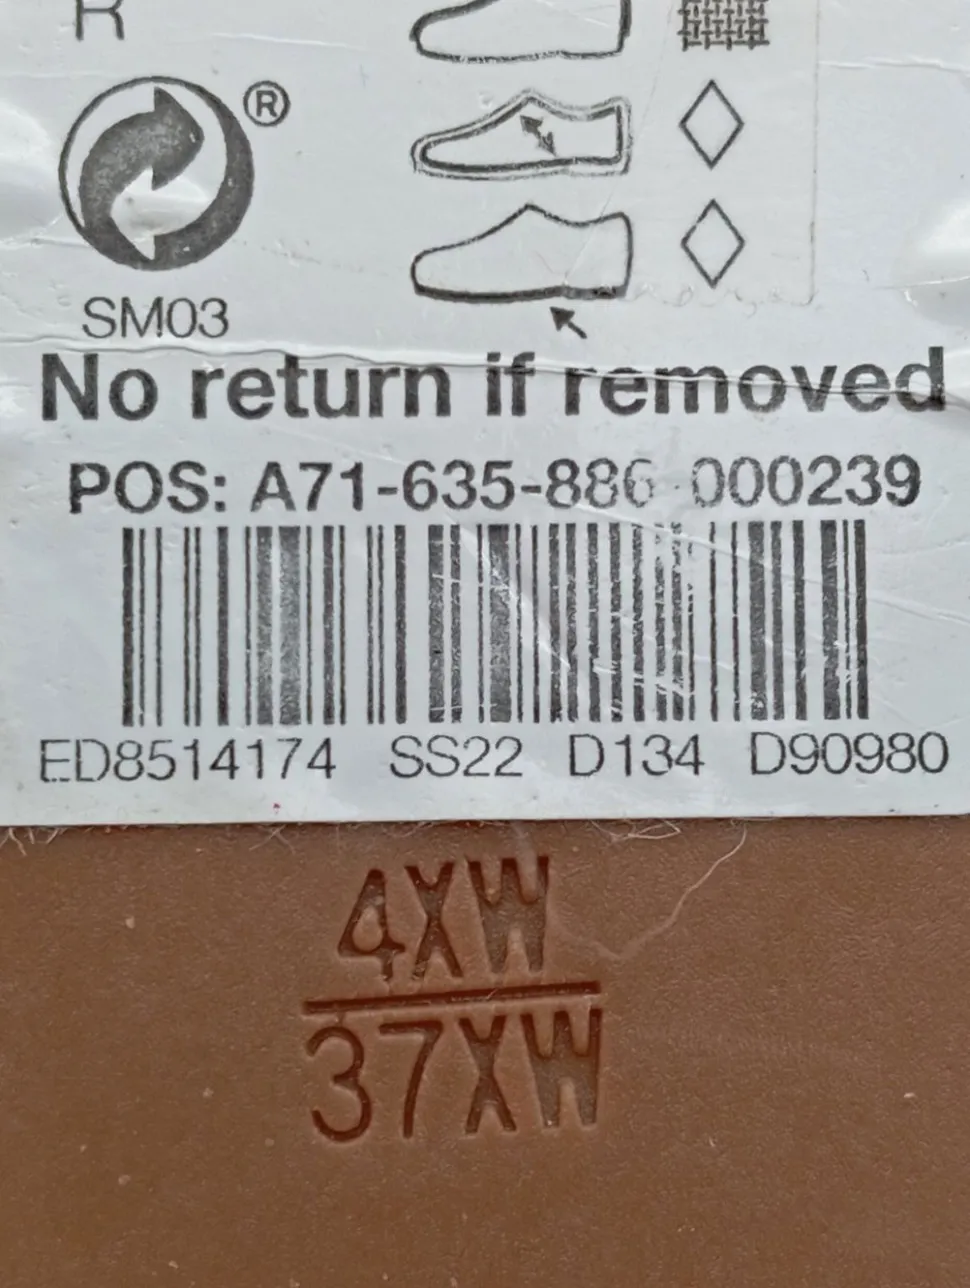 R
®
SM03
No return if removed
POS: A71-635-886 000239
ED8514174 SS22 D134 D90980
4XW
37XW